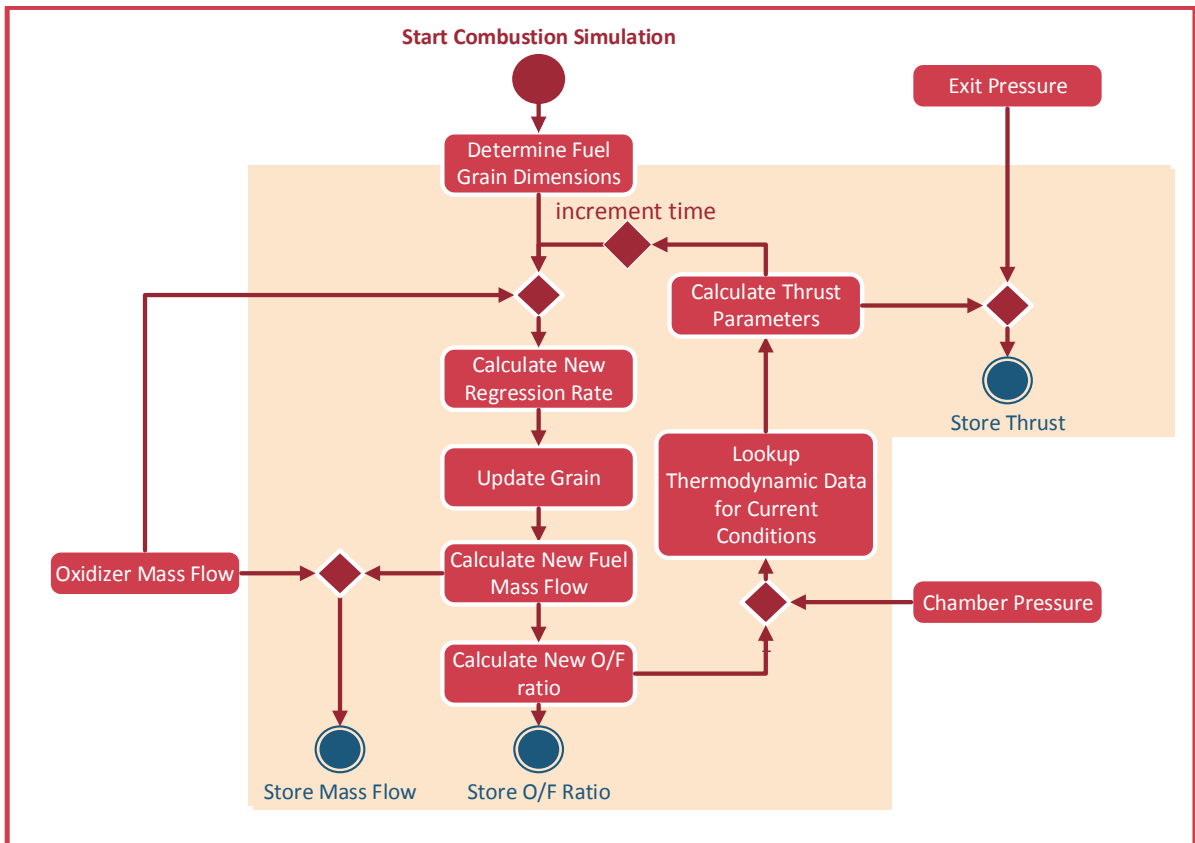 Start Combustion Simulation
Exit Pressure
Determine Fuel
Grain Dimensions
increment time
Calculate Thrust
Parameters
Calculate New
Regression Rate
Store Thrust
Lookup
Thermodynamic Data
for Current
Conditions
Update Grain
Oxidizer Mass Flow
Calculate New Fuel
Mass Flow
Chamber Pressure
Calculate New O/F
ratio
Store Mass Flow
Store O/F Ratio